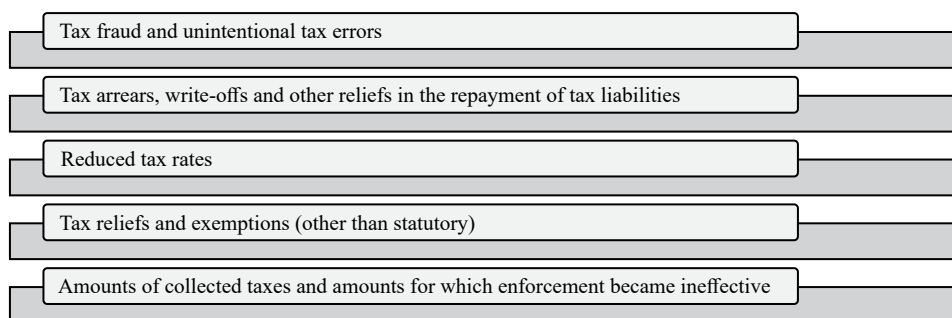 Tax fraud and unintentional tax errors
Tax arrears, write-offs and other reliefs in the repayment of tax liabilities
Reduced tax rates
Tax reliefs and exemptions (other than statutory)
Amounts of collected taxes and amounts for which enforcement became ineffective